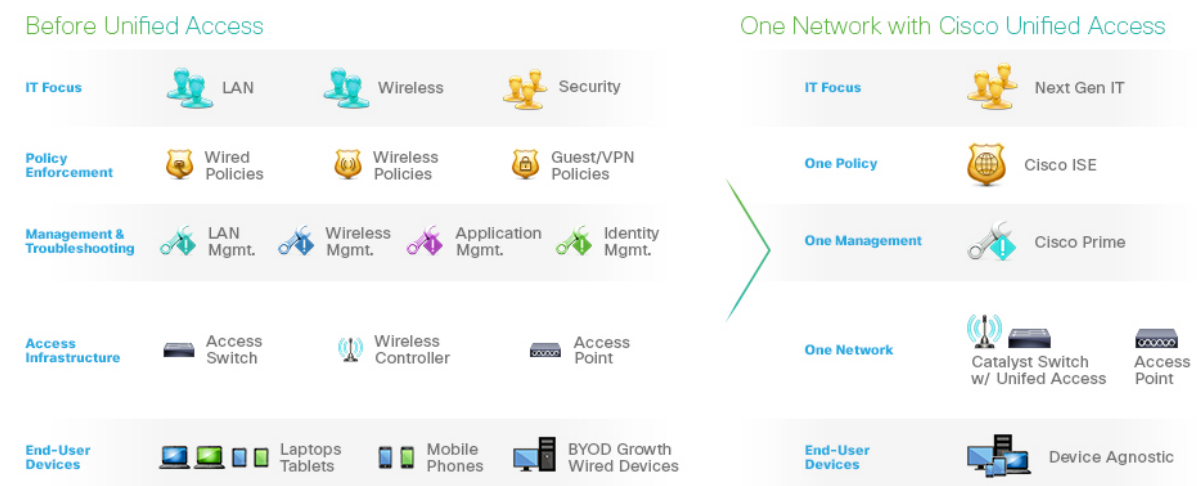 Before Unified Access
One Network with Cisco Unified Access
IT Focus
LAN
Wireless
Security
IT Focus
Next Gen IT
Policy
Enforcement
Wired
Policies
Wireless
Policies
Guest/VPN
Policies
One Policy
Cisco ISE
Management &
Troubleshooting
LAN
Mgmt.
Wireless
Mgmt.
Application
Mgmt.
Identity
Mgmt.
One Management
Cisco Prime
Access
Infrastructure
Access
Switch
Wireless
Controller
Access
Point
One Network
Catalyst Switch
w/ Unifed Access
Access
Point
End-User
Devices
Laptops
Tablets
Mobile
Phones
BYOD Growth
Wired Devices
End-User
Devices
Device Agnostic